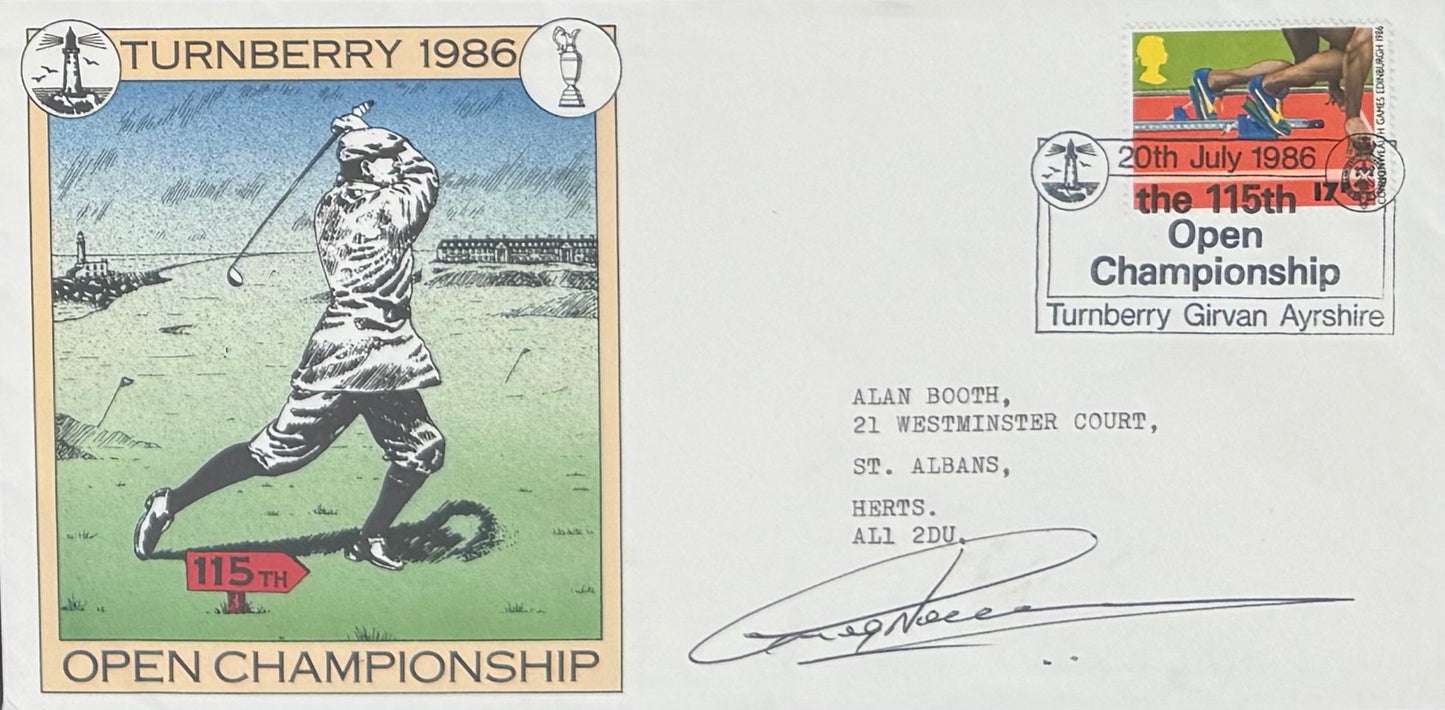 TURNBERRY 1986
115TH
OPEN CHAMPIONSHIP
COMMONWEALTH GAMES EDINBURGH 1986
17P
20th July 1986
the 115th
Open
Championship
Turnberry Girvan Ayrshire
ALAN BOOTH,
21 WESTMINSTER COURT,
ST. ALBANS,
HERTS.
AL1 2DU.